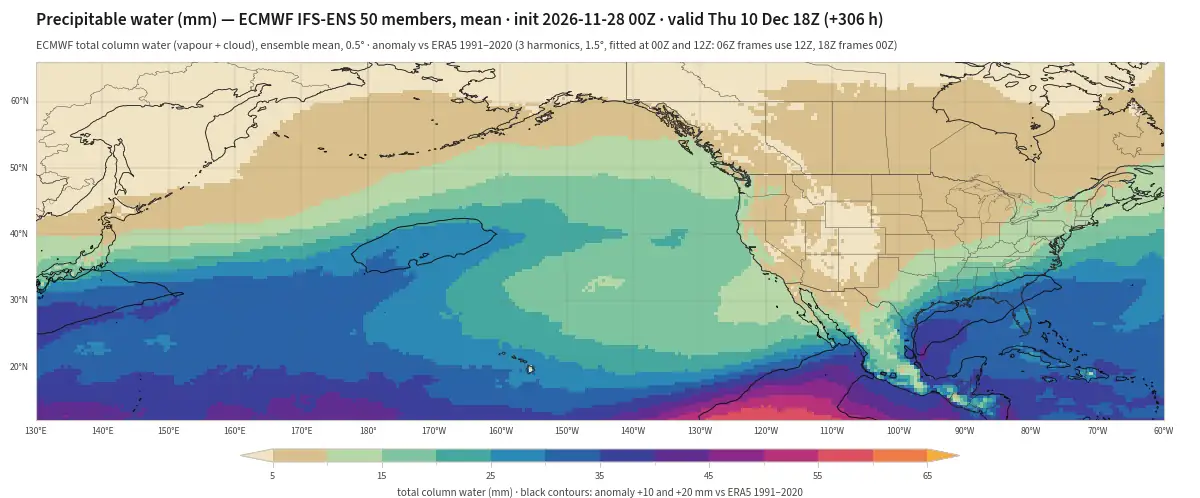 Precipitable water (mm) — ECMWF IFS-ENS 50 members, mean · init 2026-11-28 00Z · valid Thu 10 Dec 18Z (+306 h)
ECMWF total column water (vapour + cloud), ensemble mean, 0.5° · anomaly vs ERA5 1991–2020 (3 harmonics, 1.5°, fitted at 00Z and 12Z: 06Z frames use 12Z, 18Z frames 00Z)
60°N
50°N
40°N
30°N
20°N
130°E 140°E 150°E 160°E 170°E 180° 170°W 160°W 150°W 140°W 130°W 120°W 110°W 100°W 90°W 80°W 70°W 60°W
5 15 25 35 45 55 65
total column water (mm) · black contours: anomaly +10 and +20 mm vs ERA5 1991–2020